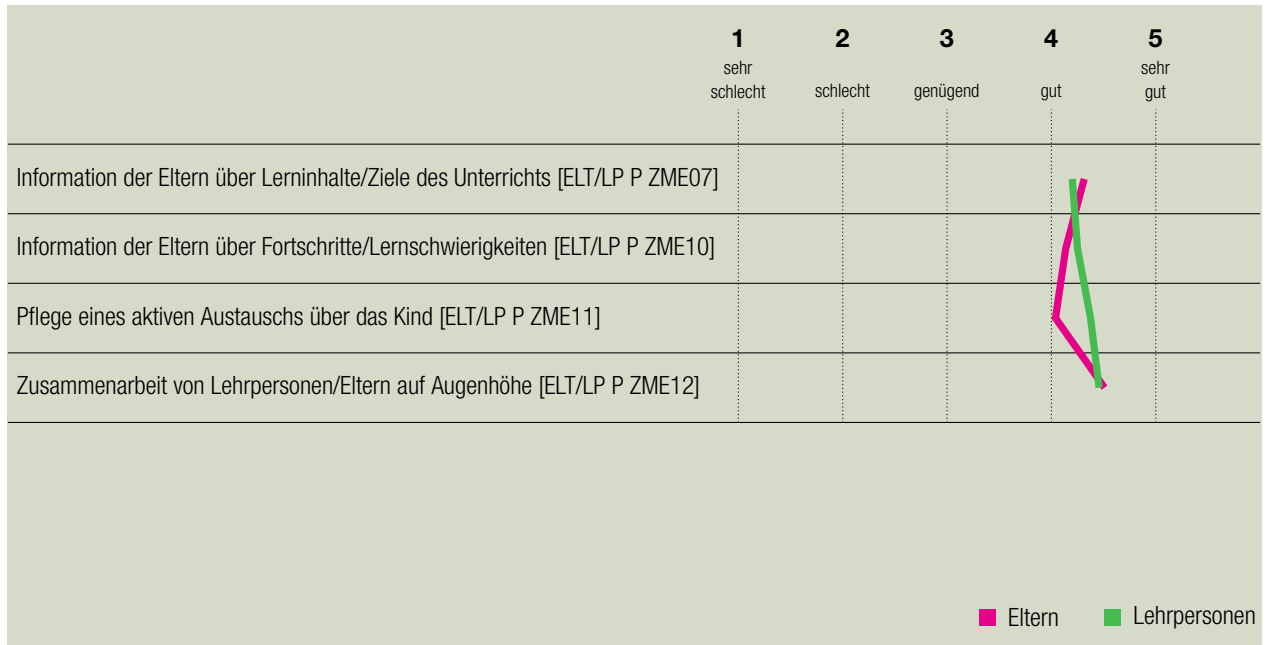 1 2 3 4 5
sehr schlecht schlecht genügend gut sehr gut
Information der Eltern über Lerninhalte/Ziele des Unterrichts [ELT/LP P ZME07]
Information der Eltern über Fortschritte/Lernschwierigkeiten [ELT/LP P ZME10]
Pflege eines aktiven Austauschs über das Kind [ELT/LP P ZME11]
Zusammenarbeit von Lehrpersonen/Eltern auf Augenhöhe [ELT/LP P ZME12]
Eltern Lehrpersonen